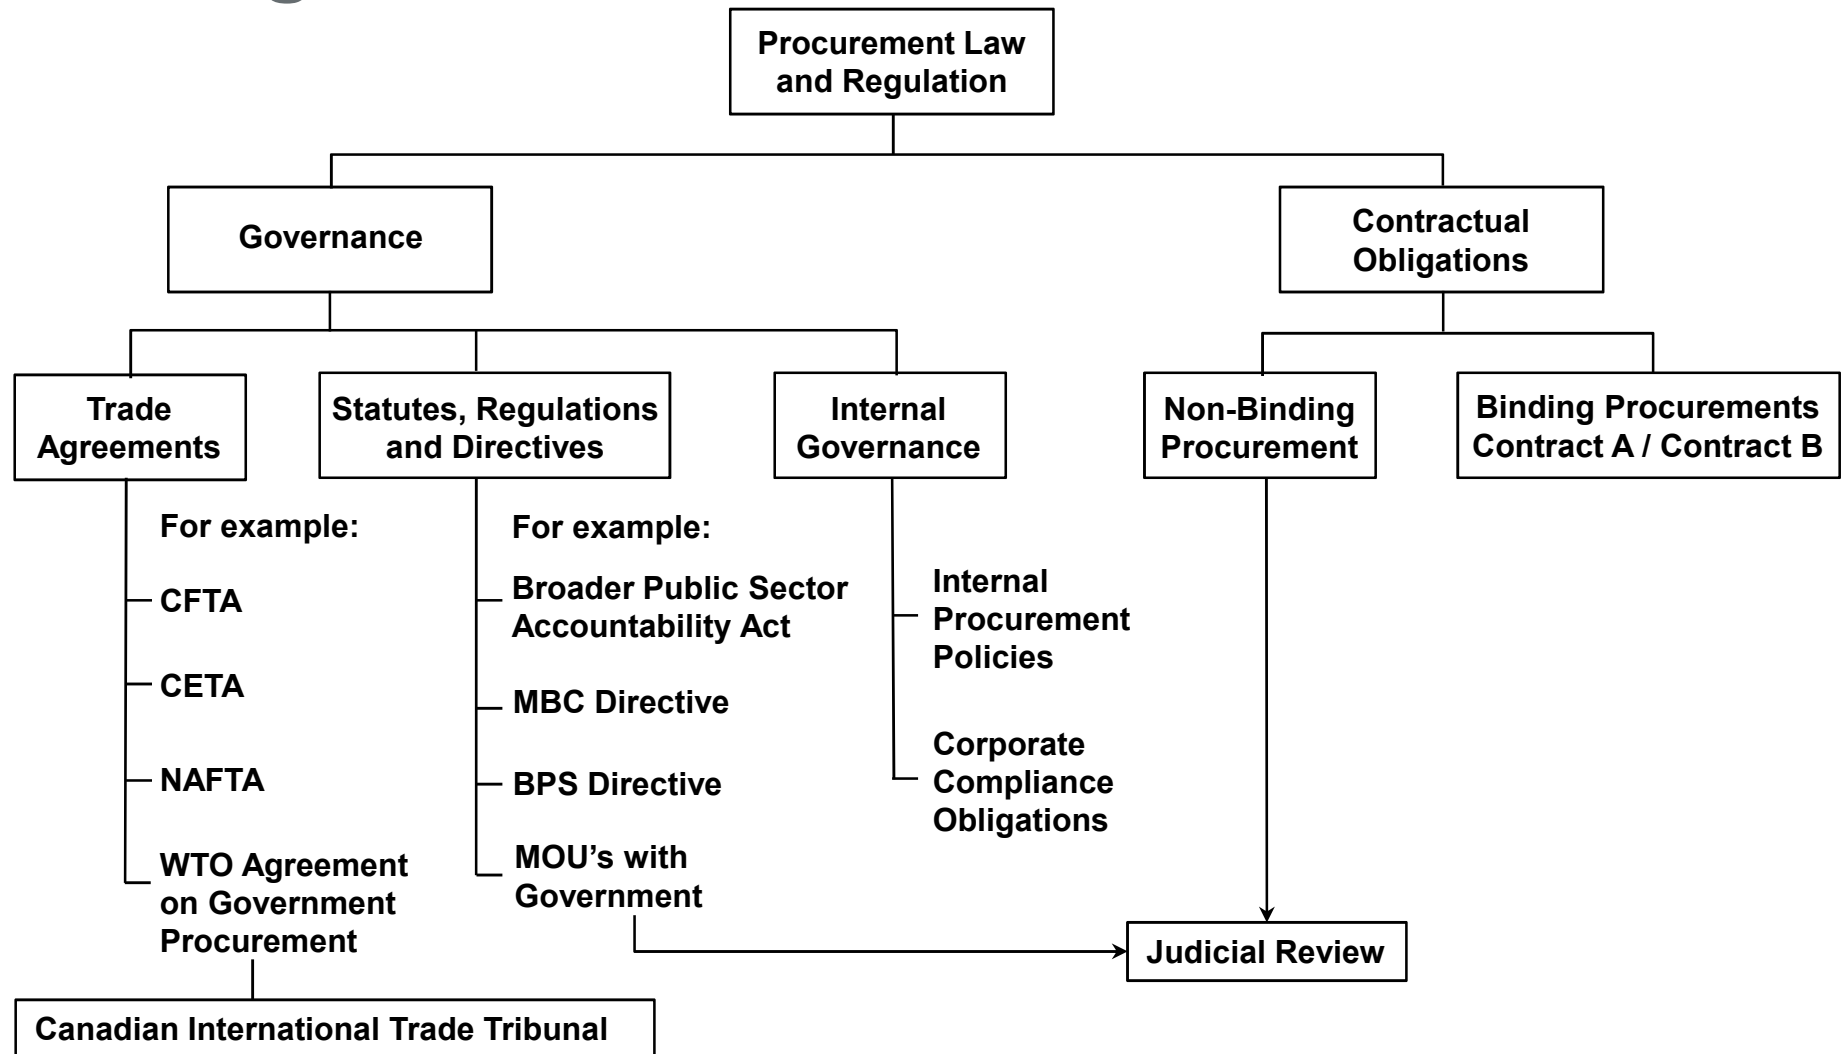 Procurement Law
and Regulation
Governance
Contractual
Obligations
Trade
Agreements
Statutes, Regulations
and Directives
Internal
Governance
Non-Binding
Procurement
Binding Procurements
Contract A / Contract B
For example:
CFTA
CETA
NAFTA
WTO Agreement
on Government
Procurement
For example:
Broader Public Sector
Accountability Act
MBC Directive
BPS Directive
MOU’s with
Government
Internal
Procurement
Policies
Corporate
Compliance
Obligations
Judicial Review
Canadian International Trade Tribunal